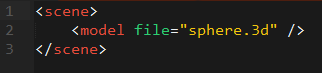 1 <scene>
2     <model file="sphere.3d" />
3 </scene>